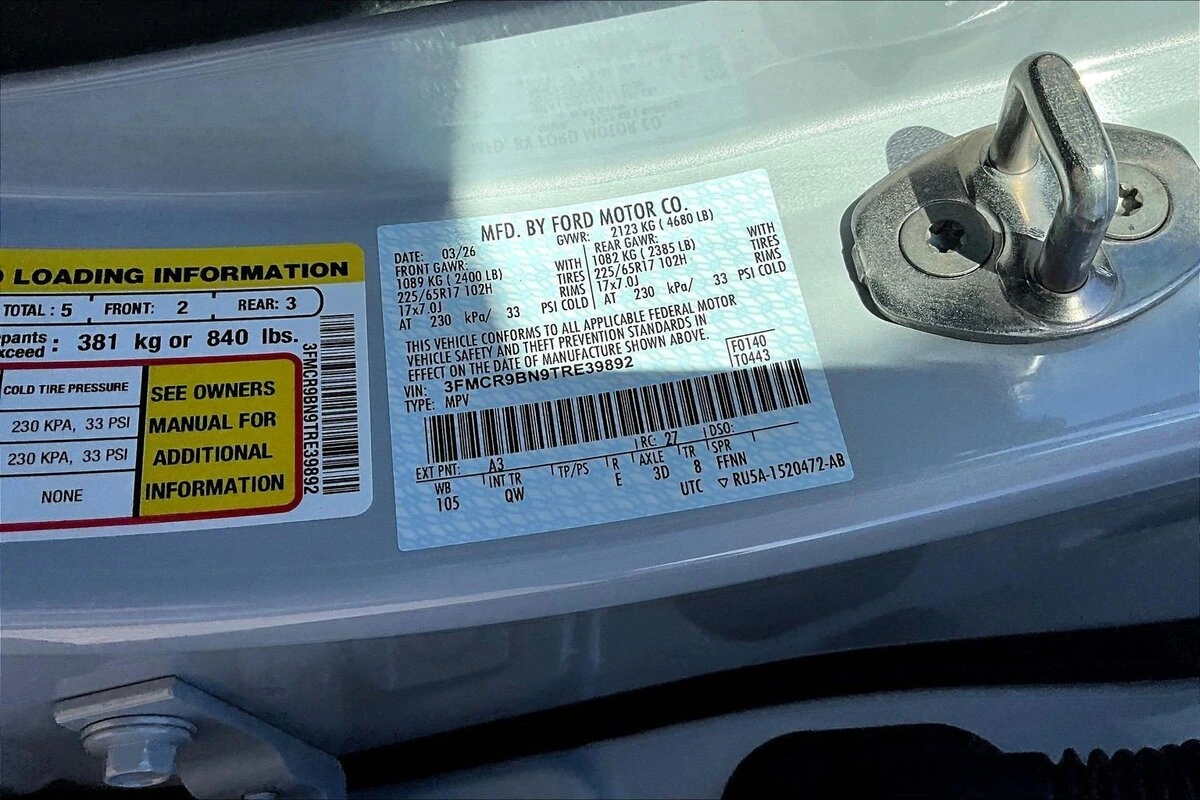 LOADING INFORMATION
TOTAL : 5 FRONT: 2 REAR: 3
exceed : 381 kg or 840 lbs.
COLD TIRE PRESSURE
230 KPA, 33 PSI
230 KPA, 33 PSI
NONE
SEE OWNERS
MANUAL FOR
ADDITIONAL
INFORMATION
3FMCR9BN9TRE39892
MFD. BY FORD MOTOR CO.
DATE: 03/26 GVWR: 2123 KG ( 4680 LB)
FRONT GAWR: REAR GAWR:
1089 KG ( 2400 LB) WITH 1082 KG ( 2385 LB) WITH
225/65R17 102H TIRES 225/65R17 102H TIRES
17x7.0J RIMS 17x7.0J RIMS
AT 230 kPa/ 33 PSI COLD AT 230 kPa/ 33 PSI COLD
THIS VEHICLE CONFORMS TO ALL APPLICABLE FEDERAL MOTOR
VEHICLE SAFETY AND THEFT PREVENTION STANDARDS IN
EFFECT ON THE DATE OF MANUFACTURE SHOWN ABOVE.
VIN: 3FMCR9BN9TRE39892 F0140
TYPE: MPV T0443
EXT PNT: A3 RC: 27 DSO:
WB INT TR TP/PS R AXLE TR SPR
105 QW E 3D 8 FFNN
UTC ▽ RU5A-1520472-AB